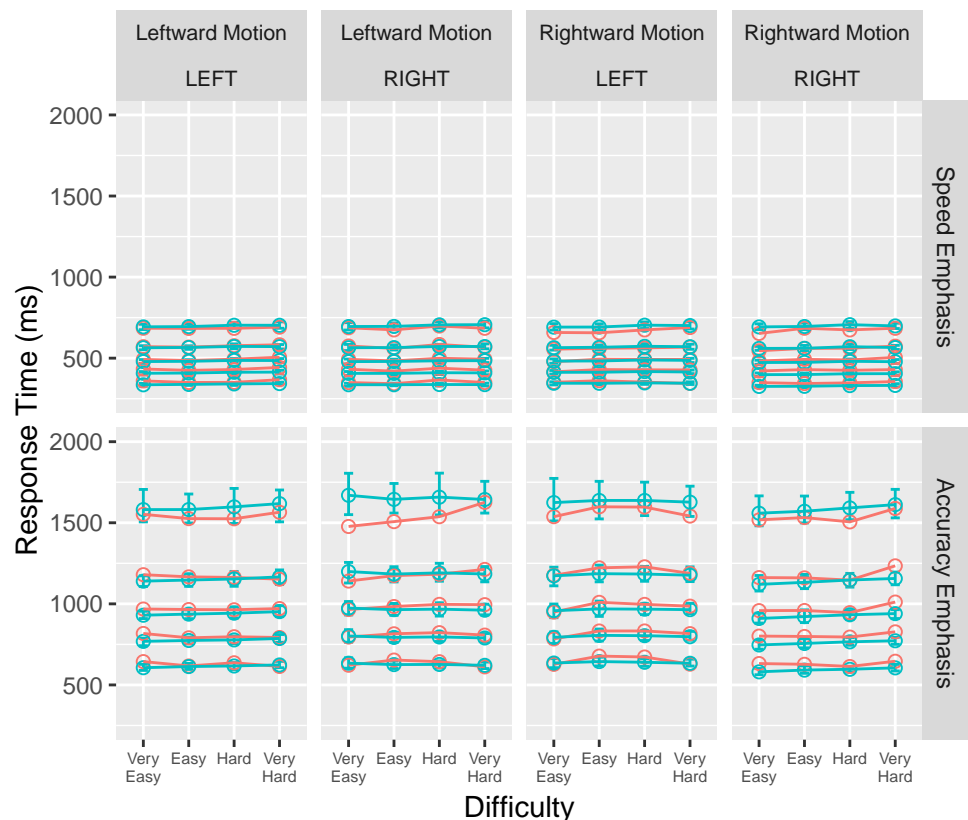 Leftward Motion Leftward Motion Rightward Motion Rightward Motion
LEFT RIGHT LEFT RIGHT
2000
1500
1000
500
Speed Emphasis
2000
1500
1000
500
Accuracy Emphasis
Response Time (ms)
Very Easy Hard Very Very Easy Hard Very Very Easy Hard Very Very Easy Hard Very
Easy Hard Easy Hard Easy Hard Easy Hard
Difficulty